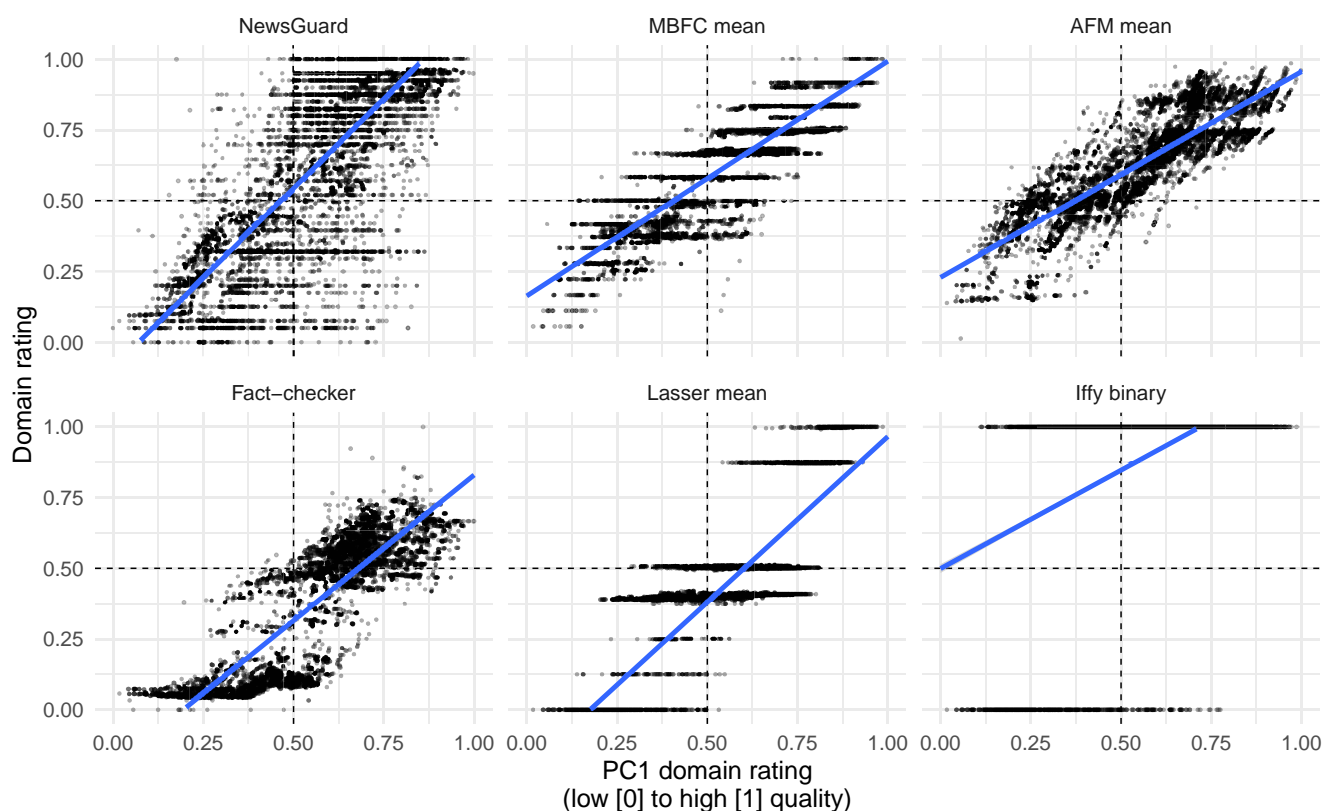 NewsGuard
MBFC mean
AFM mean
1.00
0.75
0.50
0.25
0.00
Domain rating
Fact−checker
Lasser mean
Iffy binary
1.00
0.75
0.50
0.25
0.00
0.00 0.25 0.50 0.75 1.00
0.00 0.25 0.50 0.75 1.00
0.00 0.25 0.50 0.75 1.00
PC1 domain rating
(low [0] to high [1] quality)